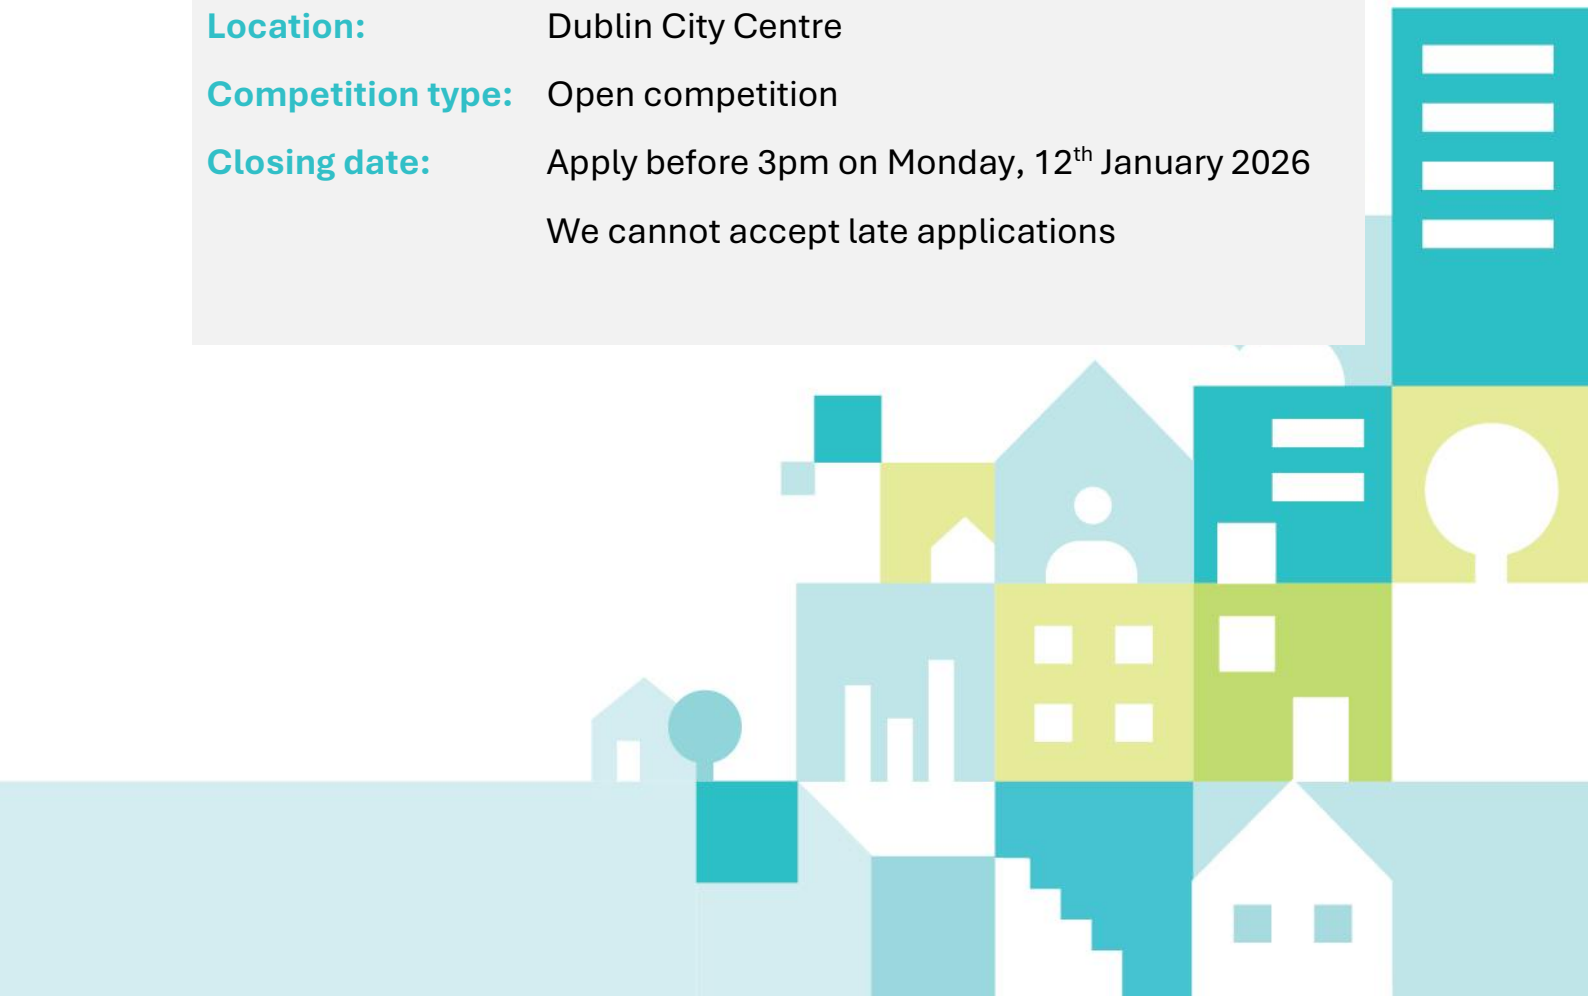 Location: Dublin City Centre
Competition type: Open competition
Closing date: Apply before 3pm on Monday, 12th January 2026
We cannot accept late applications